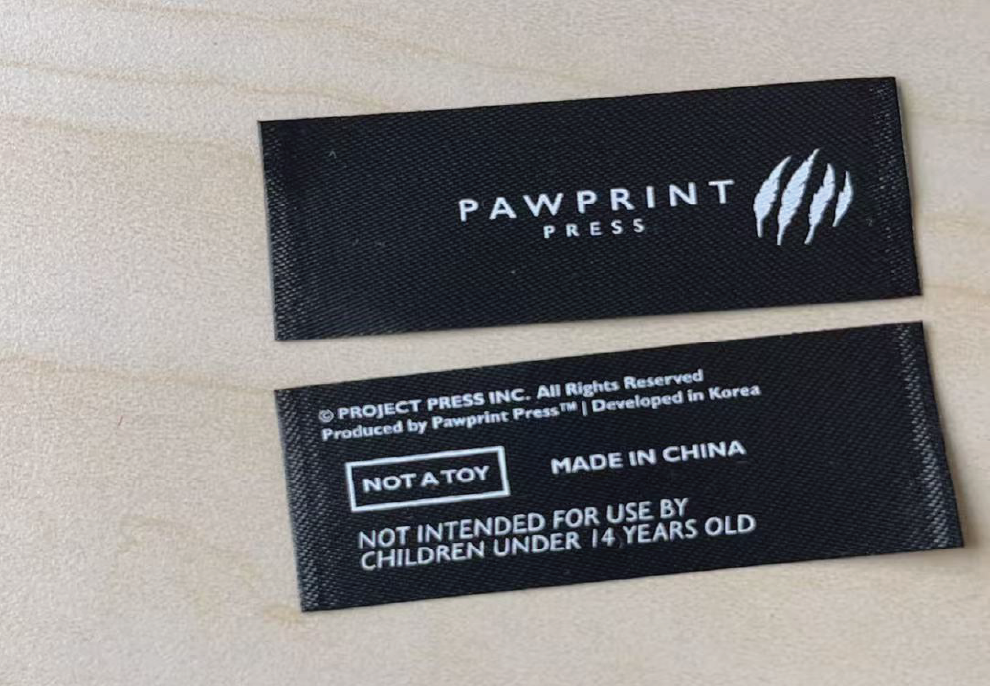 PAWPRINT
PRESS
© PROJECT PRESS INC. All Rights Reserved
Produced by Pawprint Press™ | Developed in Korea
NOT A TOY
MADE IN CHINA
NOT INTENDED FOR USE BY
CHILDREN UNDER 14 YEARS OLD